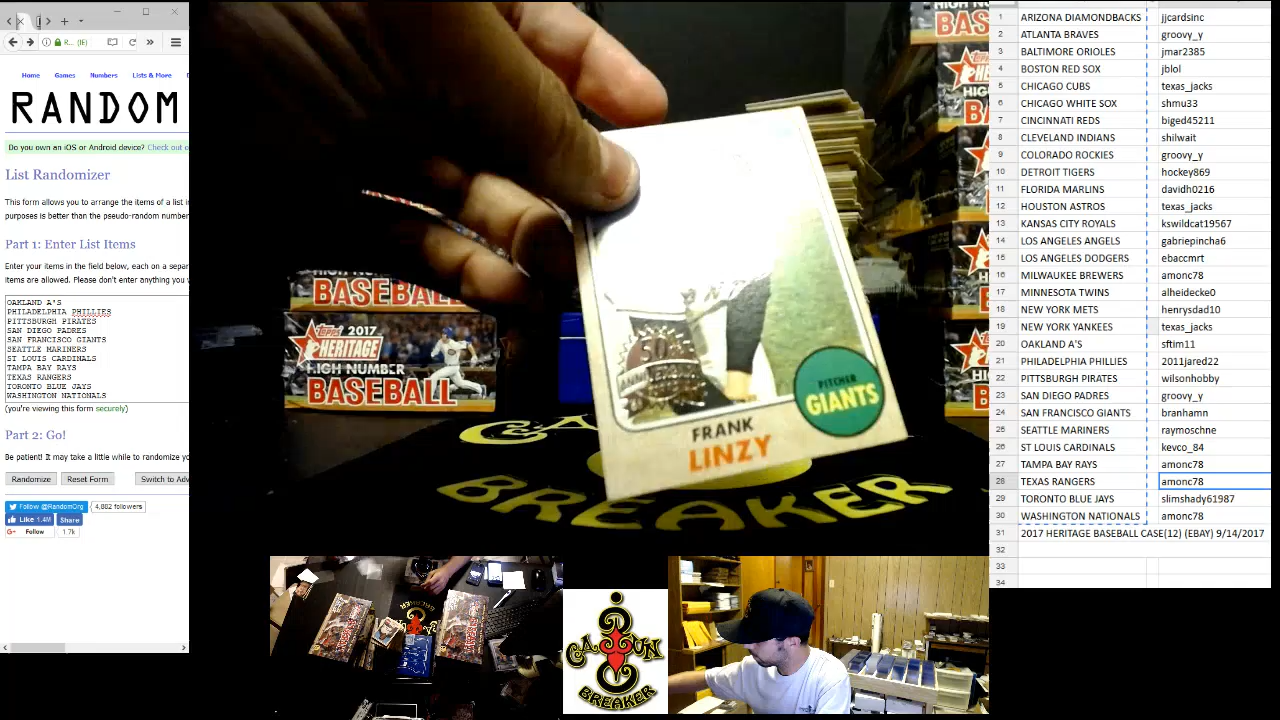 Home Games Numbers Lists & More
RANDOM
Do you own an iOS or Android device? Check out
List Randomizer
This form allows you to arrange the items of a list in
purposes is better than the pseudo-random number
Part 1: Enter List Items
Enter your items in the field below, each on a separ
items are allowed. Please don't enter anything you
OAKLAND A'S
PHILADELPHIA PHILLIES
PITTSBURGH PIRATES
SAN DIEGO PADRES
SAN FRANCISCO GIANTS
SEATTLE MARINERS
ST LOUIS CARDINALS
TAMPA BAY RAYS
TEXAS RANGERS
TORONTO BLUE JAYS
WASHINGTON NATIONALS
(you're viewing this form securely)
Part 2: Go!
Be patient! It may take a little while to randomize yo
Randomize Reset Form Switch to Adv
Follow @RandomOrg 4,882 followers
Like 1.4M Share
G+ Follow 1.7k
HIGH NUMBER
BASEBALL
TOPPS 2017
HERITAGE
HIGH NUMBER
BASEBALL
50TH
ANNIVERSARY
PITCHER
GIANTS
FRANK
LINZY
BREAKER
CAJUN
BREAKER
1 ARIZONA DIAMONDBACKS jjcardsinc
2 ATLANTA BRAVES groovy_y
3 BALTIMORE ORIOLES jmar2385
4 BOSTON RED SOX jblol
5 CHICAGO CUBS texas_jacks
6 CHICAGO WHITE SOX shmu33
7 CINCINNATI REDS biged45211
8 CLEVELAND INDIANS shilwait
9 COLORADO ROCKIES groovy_y
10 DETROIT TIGERS hockey869
11 FLORIDA MARLINS davidh0216
12 HOUSTON ASTROS texas_jacks
13 KANSAS CITY ROYALS kswildcat19567
14 LOS ANGELES ANGELS gabriepincha6
15 LOS ANGELES DODGERS ebaccmrt
16 MILWAUKEE BREWERS amonc78
17 MINNESOTA TWINS alheidecke0
18 NEW YORK METS henrysdad10
19 NEW YORK YANKEES texas_jacks
20 OAKLAND A'S sftim11
21 PHILADELPHIA PHILLIES 2011jared22
22 PITTSBURGH PIRATES wilsonhobby
23 SAN DIEGO PADRES groovy_y
24 SAN FRANCISCO GIANTS branhamn
25 SEATTLE MARINERS raymoschne
26 ST LOUIS CARDINALS kevco_84
27 TAMPA BAY RAYS amonc78
28 TEXAS RANGERS amonc78
29 TORONTO BLUE JAYS slimshady61987
30 WASHINGTON NATIONALS amonc78
31 2017 HERITAGE BASEBALL CASE(12) (EBAY) 9/14/2017
32
33
34